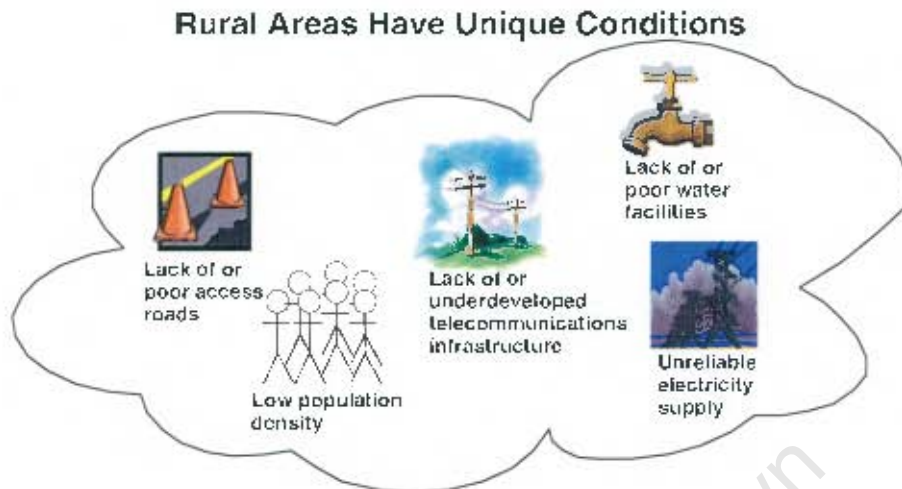 Rural Areas Have Unique Conditions
Lack of or
poor water
facilities
Lack of or
poor access
roads
Lack of or
underdeveloped
telecommunications
infrastructure
Unreliable
electricity
supply
Low population
density